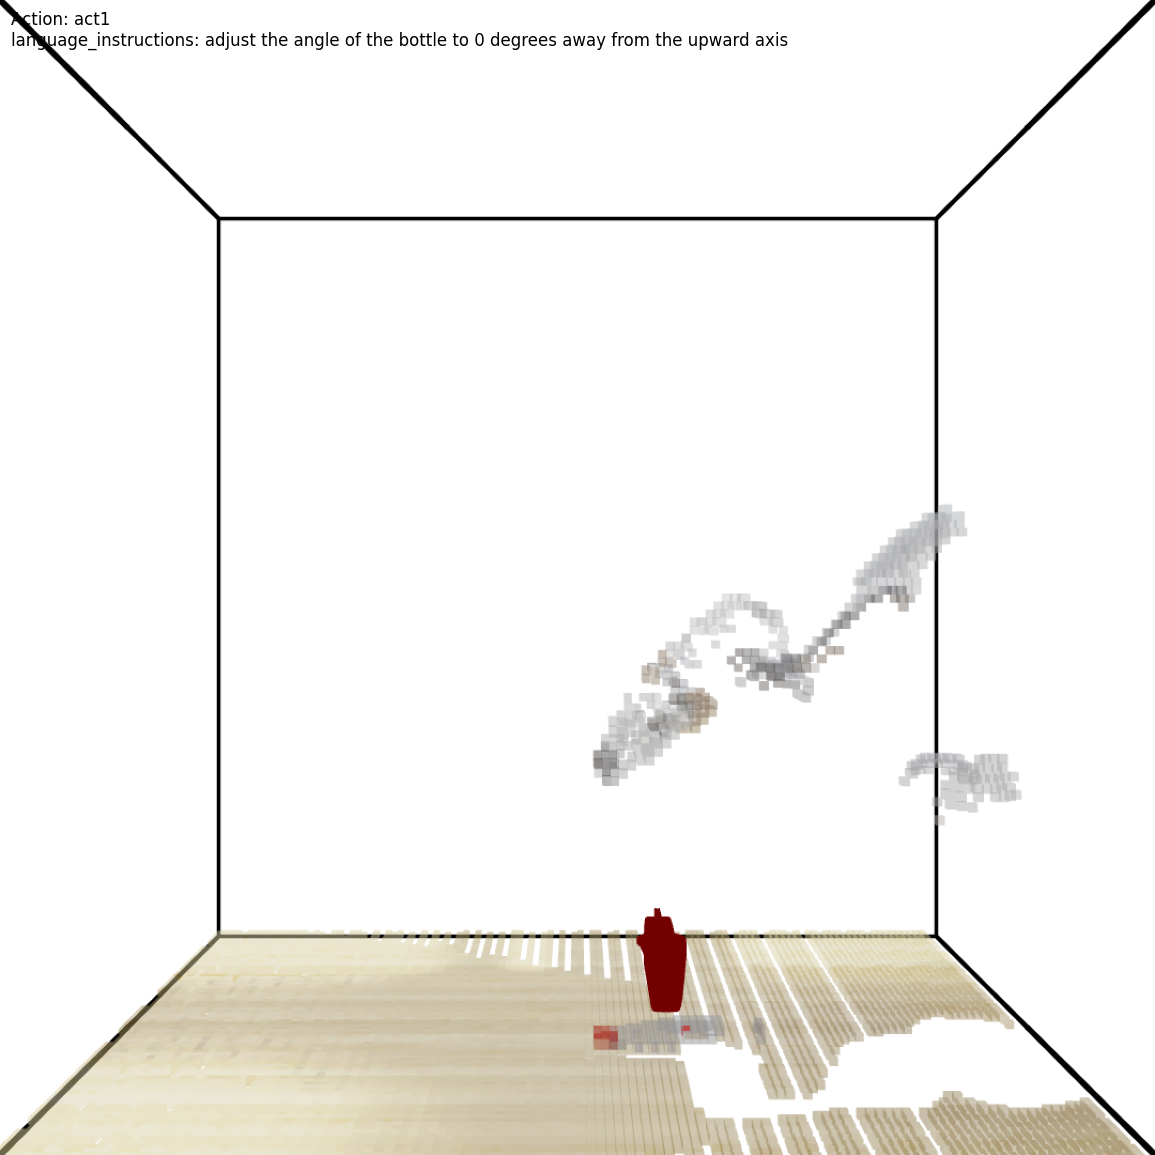 Action: act1
language_instructions: adjust the angle of the bottle to 0 degrees away from the upward axis